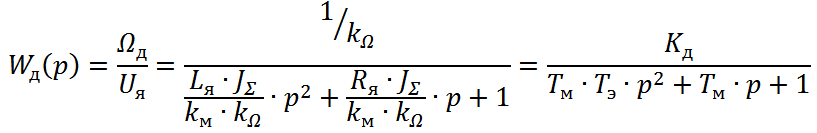 W_д(p) = Ω_д / U_я = (1/k_Ω) / ((L_я · J_Σ)/(k_м · k_Ω) · p² + (R_я · J_Σ)/(k_м · k_Ω) · p + 1) = K_д / (T_м · T_э · p² + T_м · p + 1)